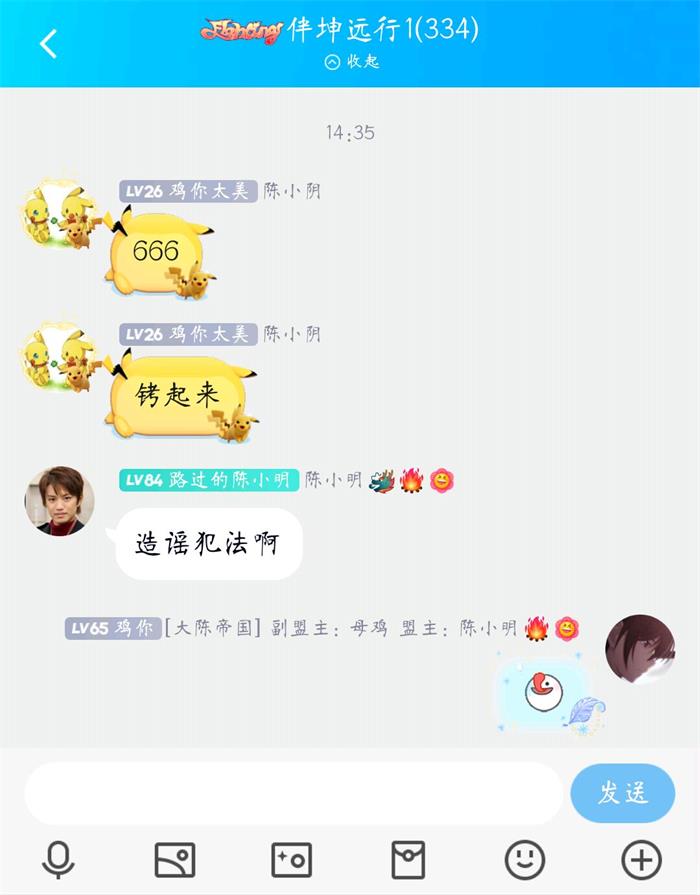 Fighting 伴坤远行1(334)
收起
14:35
LV26 鸡你太美 陈小阴
666
LV26 鸡你太美 陈小阴
铐起来
LV84 路过的陈小明 陈小明
造谣犯法啊
LV65 鸡你 [大陈帝国] 副盟主：母鸡 盟主：陈小明
发送